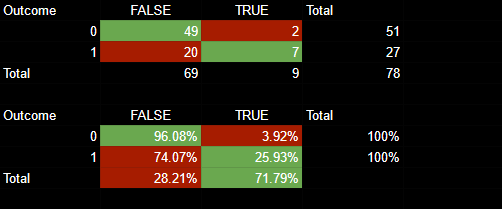 Outcome FALSE TRUE Total
0 49 2 51
1 20 7 27
Total 69 9 78
Outcome FALSE TRUE Total
0 96.08% 3.92% 100%
1 74.07% 25.93% 100%
Total 28.21% 71.79%